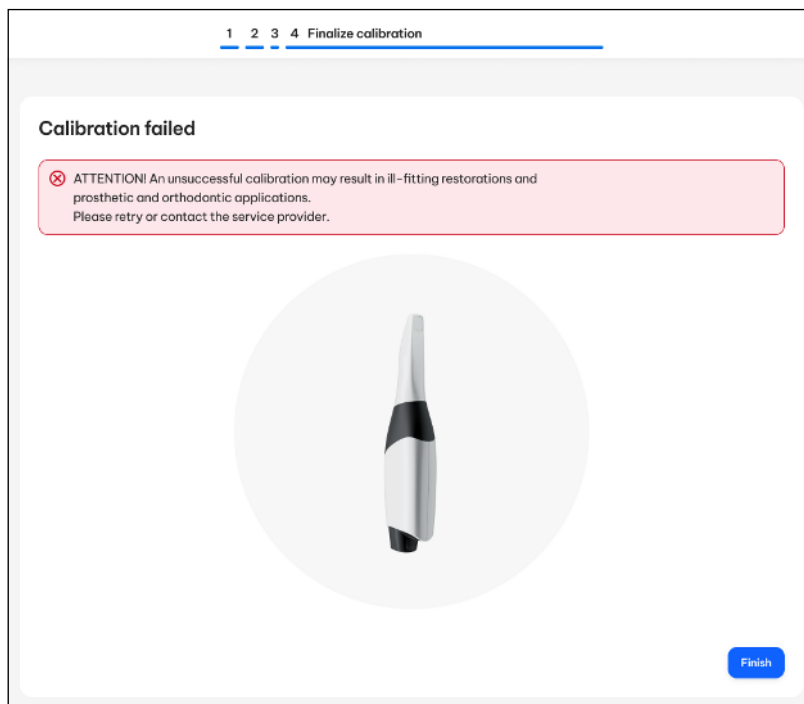 1 2 3 4 Finalize calibration
Calibration failed
ATTENTION! An unsuccessful calibration may result in ill-fitting restorations and
prosthetic and orthodontic applications.
Please retry or contact the service provider.
Finish